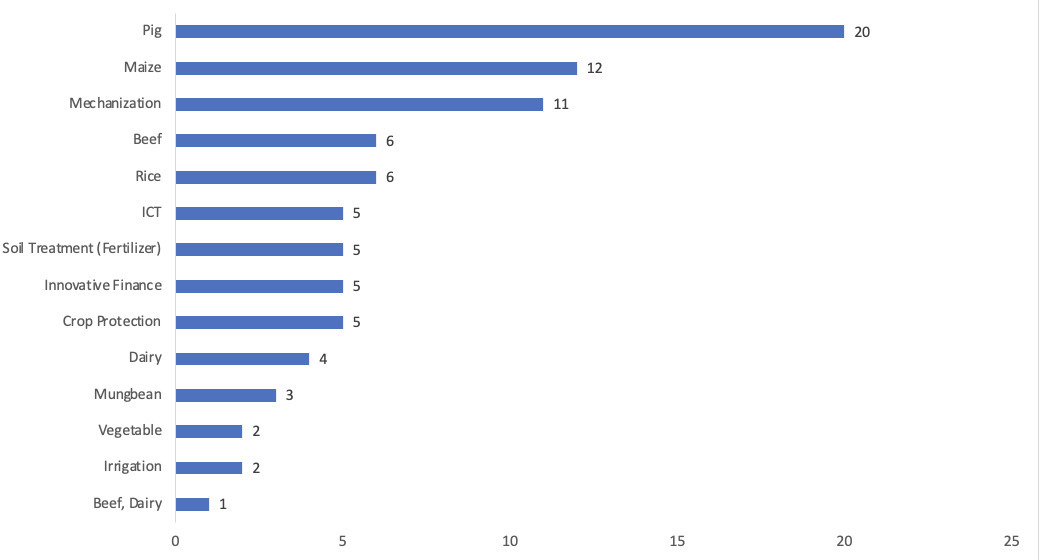 Pig 20
Maize 12
Mechanization 11
Beef 6
Rice 6
ICT 5
Soil Treatment (Fertilizer) 5
Innovative Finance 5
Crop Protection 5
Dairy 4
Mungbean 3
Vegetable 2
Irrigation 2
Beef, Dairy 1
0 5 10 15 20 25